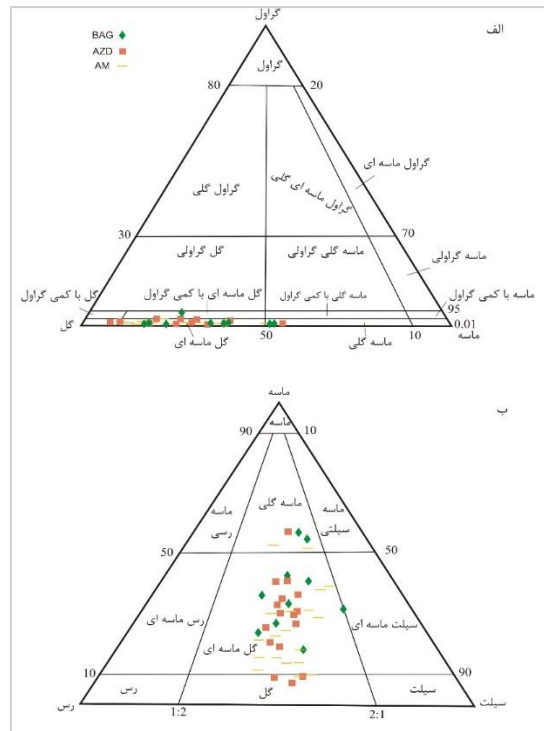 گراول
الف
BAG
AZD
AM
گراول
80
20
گراول ماسه ای
گراول گلی
گراول ماسه ای گلی
30
70
گل گراولی
ماسه گلی گراولی
ماسه گراولی
گل با کمی گراول
گل ماسه ای با کمی گراول
ماسه گلی با کمی گراول
ماسه با کمی گراول
95
گل
0.01
50
10
ماسه
گل ماسه ای
ماسه گلی
ب
ماسه
90
ماسه
10
ماسه گلی
ماسه رسی
ماسه سیلتی
50
50
رس ماسه ای
گل ماسه ای
سیلت ماسه ای
10
90
رس
گل
سیلت
رس
1:2
2:1
سیلت